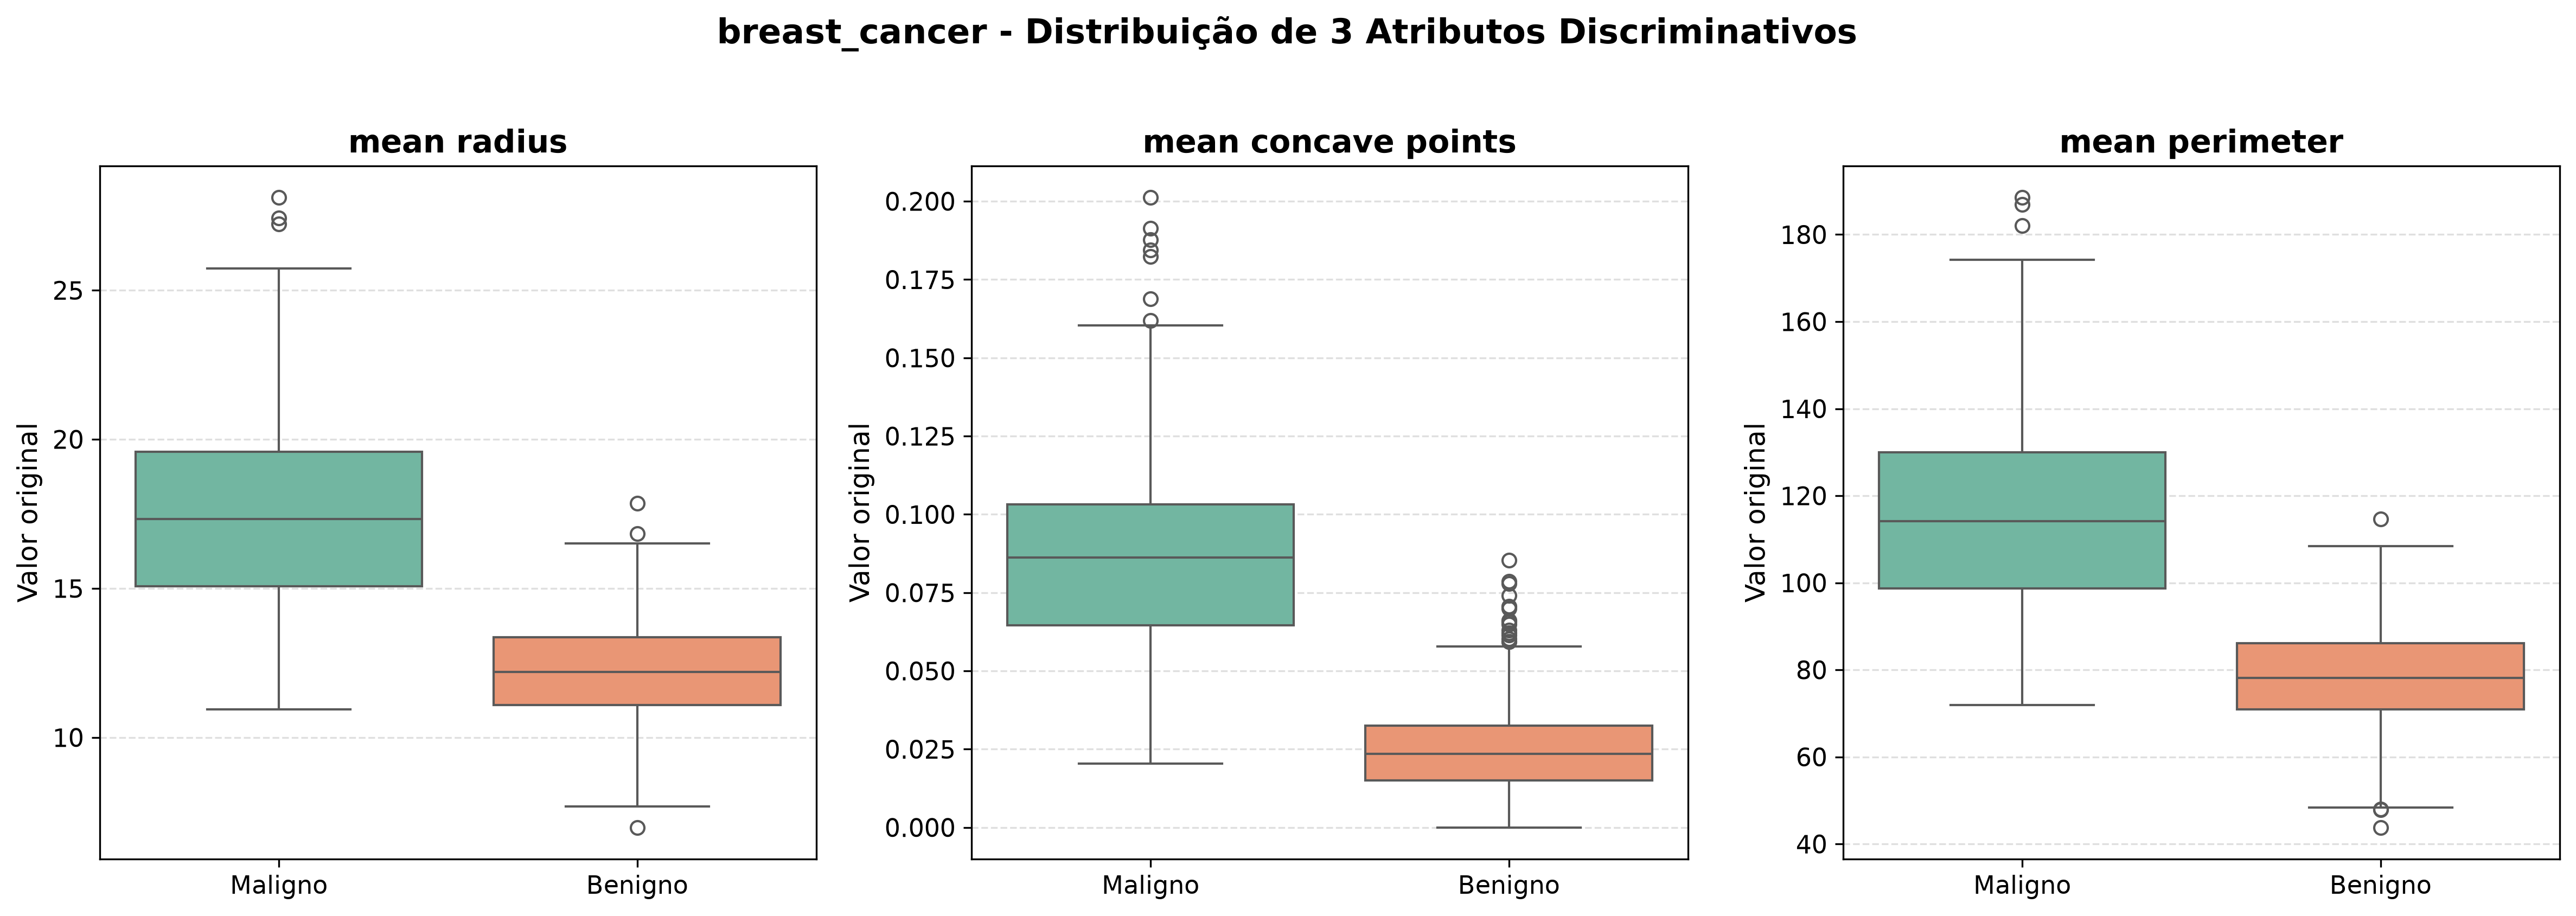 breast_cancer - Distribuição de 3 Atributos Discriminativos
mean radius
Valor original
25
20
15
10
Maligno
Benigno
mean concave points
Valor original
0.200
0.175
0.150
0.125
0.100
0.075
0.050
0.025
0.000
Maligno
Benigno
mean perimeter
Valor original
180
160
140
120
100
80
60
40
Maligno
Benigno